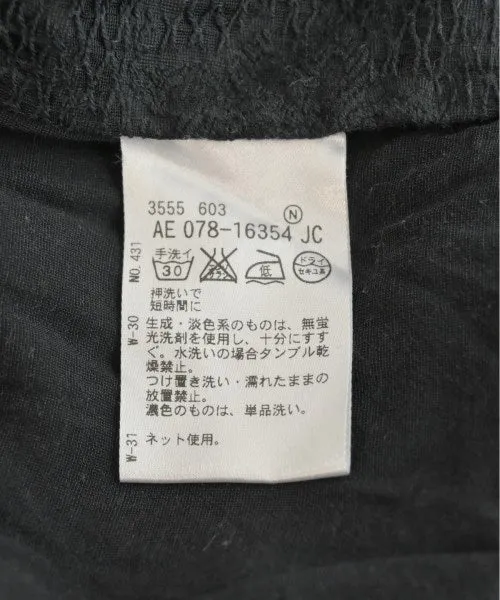 3555 603 N
AE 078-16354 JC
手洗イ
30
低
ドライ
セキユ系
NO. 431
押洗いで
短時間に
W-30
生成・淡色系のものは、無蛍
光洗剤を使用し、十分にすす
ぐ。水洗いの場合タンブル乾
燥禁止。
つけ置き洗い・濡れたままの
放置禁止。
濃色のものは、単品洗い。
W-31
ネット使用。